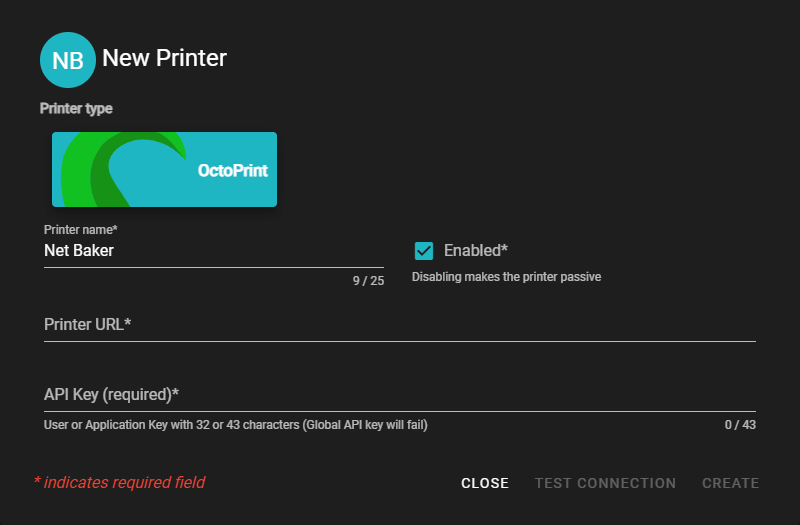 NB New Printer
Printer type
OctoPrint
Printer name*
Net Baker
9 / 25
Enabled*
Disabling makes the printer passive
Printer URL*
API Key (required)*
User or Application Key with 32 or 43 characters (Global API key will fail) 0 / 43
* indicates required field
CLOSE TEST CONNECTION CREATE